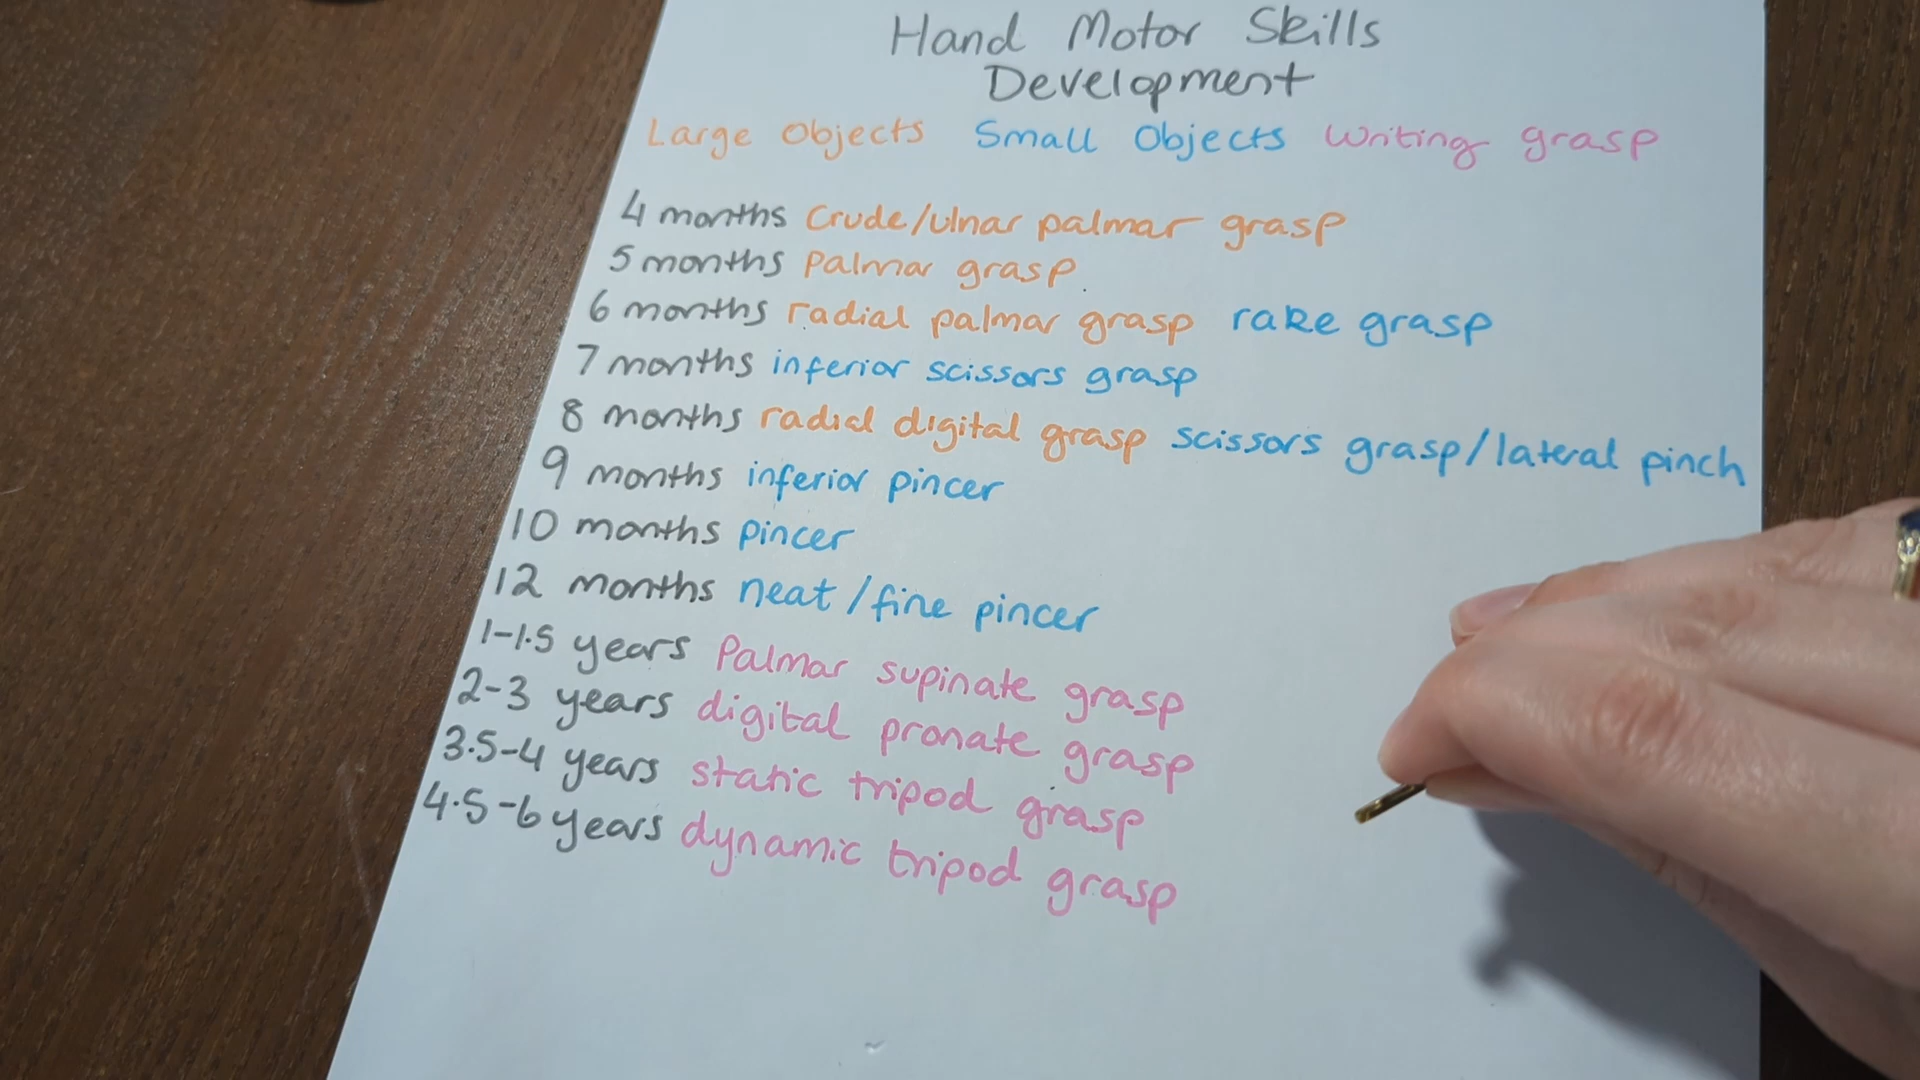 Hand Motor Skills
Development
Large Objects Small Objects Writing grasp
4 months Crude/Ulnar palmar grasp
5 months Palmar grasp
6 months radial palmar grasp rake grasp
7 months inferior scissors grasp
8 months radial digital grasp scissors grasp/lateral pinch
9 months inferior pincer
10 months pincer
12 months neat/fine pincer
1-1.5 years Palmar supinate grasp
2-3 years digital pronate grasp
3.5-4 years static tripod grasp
4.5-6 years dynamic tripod grasp